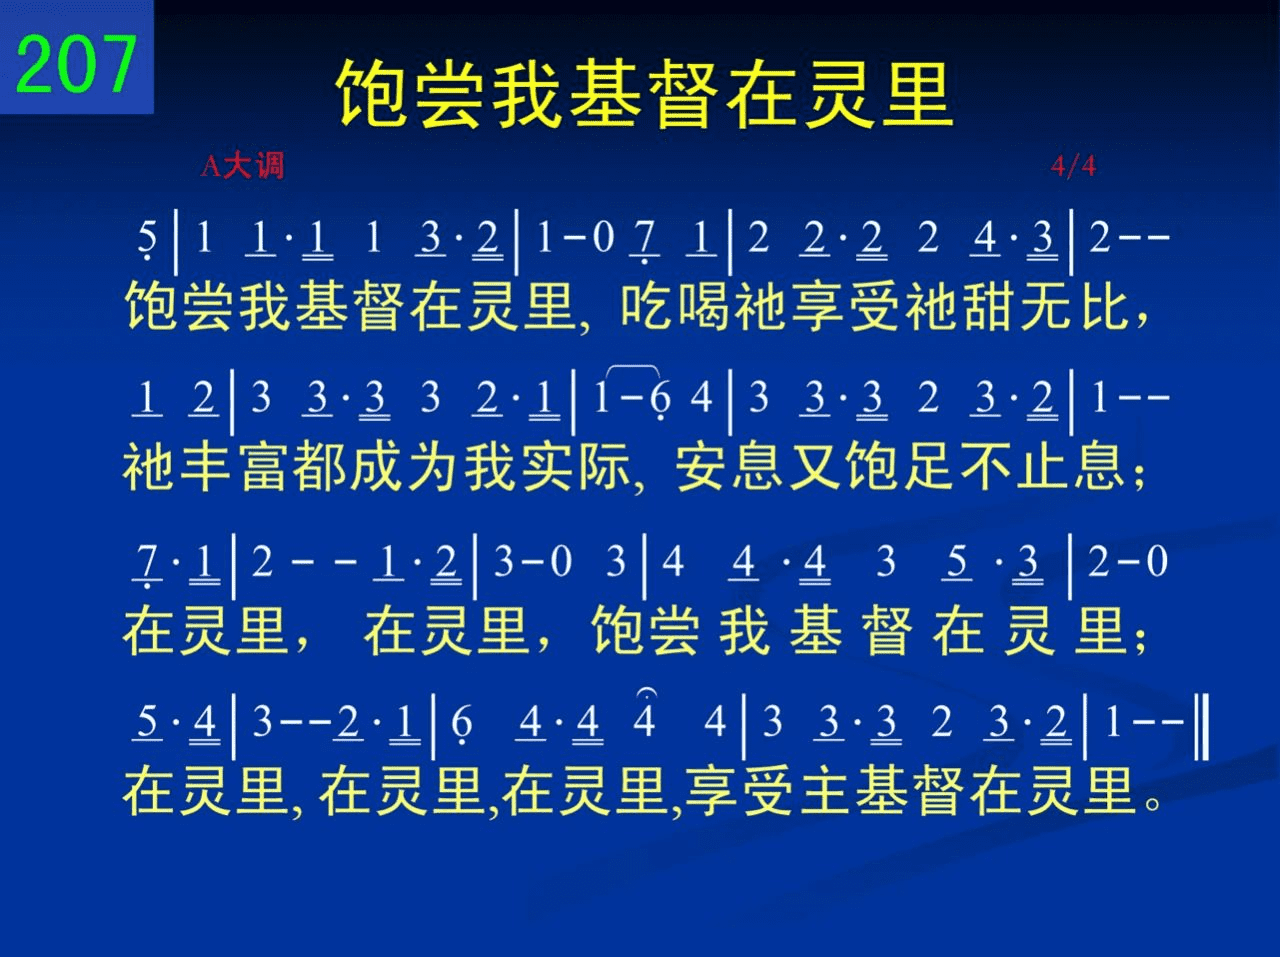 207
饱尝我基督在灵里
A大调 4/4
5̣|1 1·1 1 3·2|1-0 7̣ 1|2 2·2 2 4·3|2--
饱尝我基督在灵里, 吃喝祂享受祂甜无比，
1 2|3 3·3 3 2·1|1-6̣ 4|3 3·3 2 3·2|1--
祂丰富都成为我实际, 安息又饱足不止息；
7̣·1|2 - - 1·2|3-0 3|4 4·4 3 5·3|2-0
在灵里， 在灵里，饱尝我基督在灵里；
5·4|3--2·1|6̣ 4·4 4 4|3 3·3 2 3·2|1--‖
在灵里, 在灵里,在灵里,享受主基督在灵里。